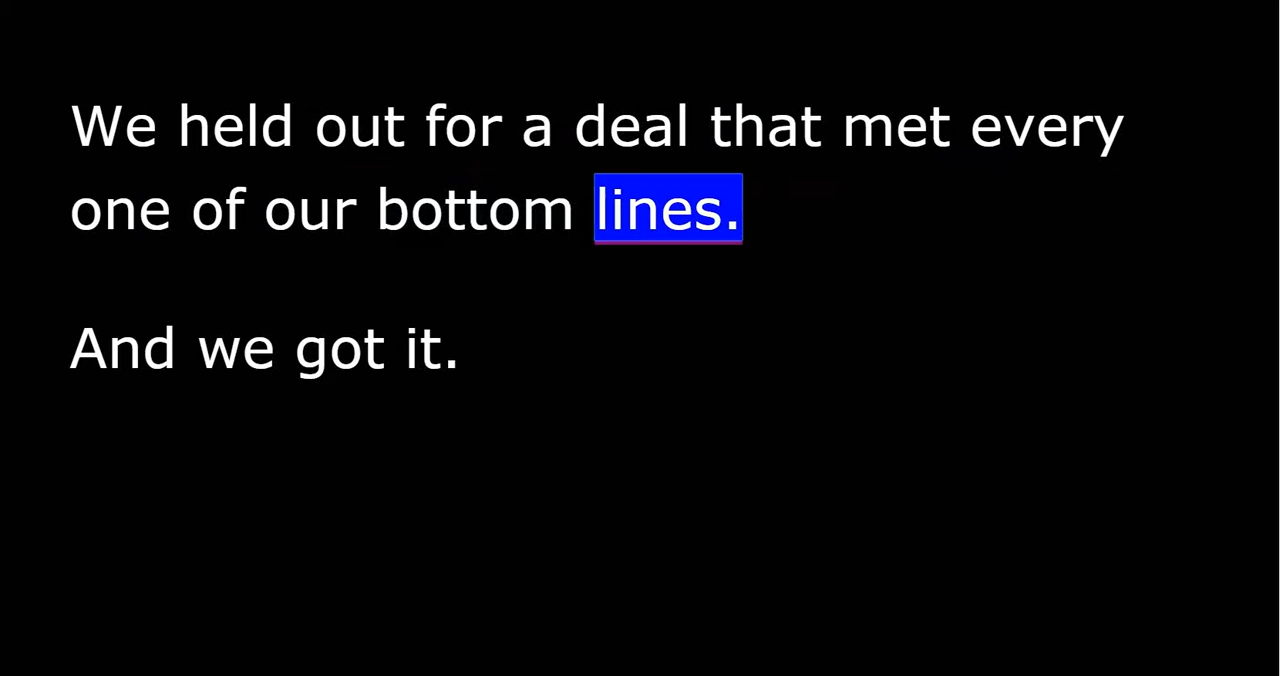 We held out for a deal that met every
one of our bottom lines.
And we got it.